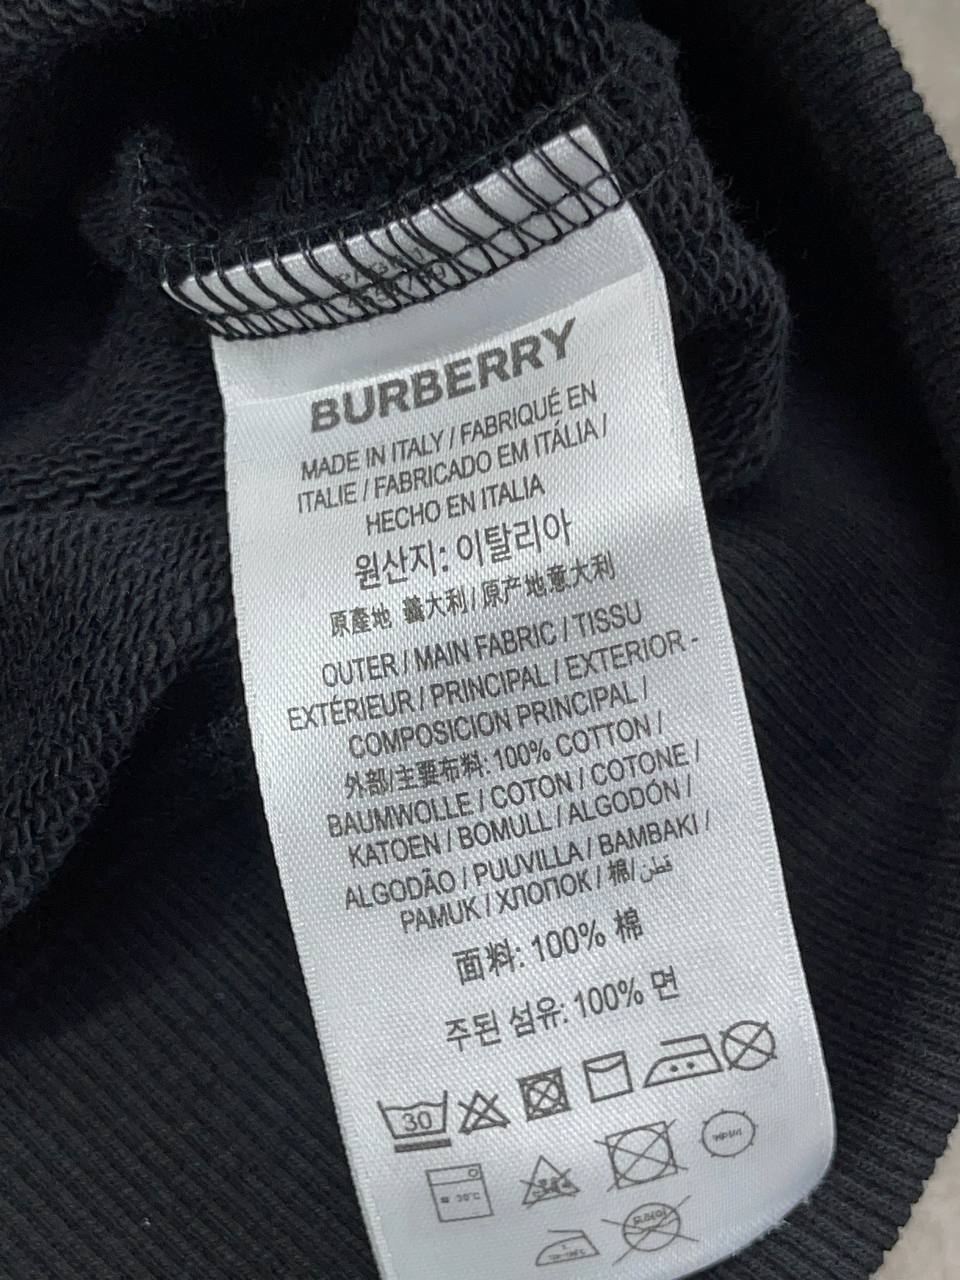 BURBERRY
MADE IN ITALY / FABRIQUÉ EN
ITALIE / FABRICADO EM ITÁLIA /
HECHO EN ITALIA
원산지: 이탈리아
原產地 義大利/原产地意大利
OUTER / MAIN FABRIC / TISSU
EXTÉRIEUR / PRINCIPAL / EXTERIOR -
COMPOSICION PRINCIPAL /
外部/主要布料: 100% COTTON /
BAUMWOLLE / COTON / COTONE /
KATOEN / BOMULL / ALGODÓN /
ALGODÃO / PUUVILLA / BAMBAKI /
PAMUK / ХЛОПОК / 棉/ قطن
面料: 100% 棉
주된 섬유: 100% 면
30
30°C